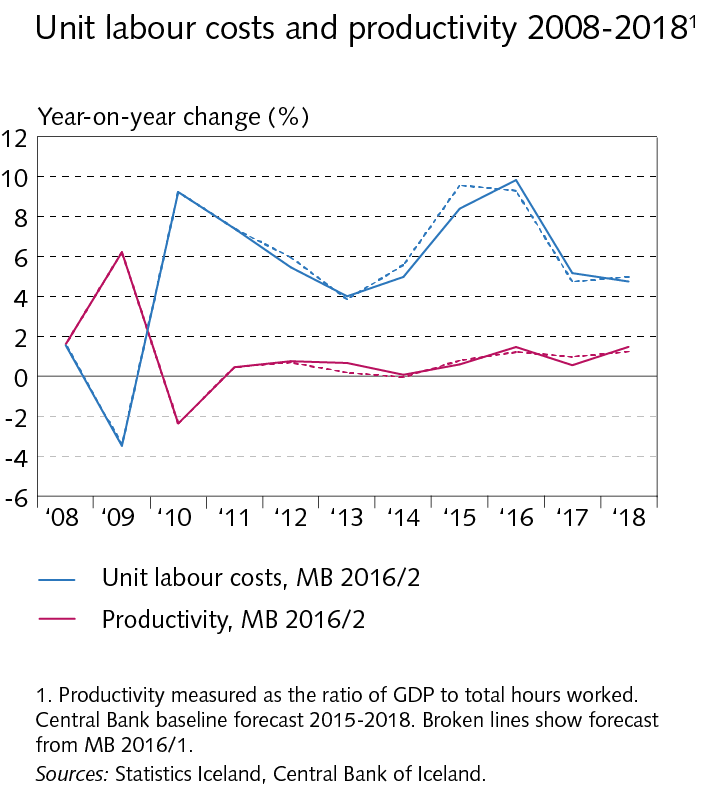 Unit labour costs and productivity 2008-2018¹
Year-on-year change (%)
12
10
8
6
4
2
0
-2
-4
-6
‘08 ‘09 ‘10 ‘11 ‘12 ‘13 ‘14 ‘15 ‘16 ‘17 ‘18
Unit labour costs, MB 2016/2
Productivity, MB 2016/2
1. Productivity measured as the ratio of GDP to total hours worked.
Central Bank baseline forecast 2015-2018. Broken lines show forecast
from MB 2016/1.
Sources: Statistics Iceland, Central Bank of Iceland.